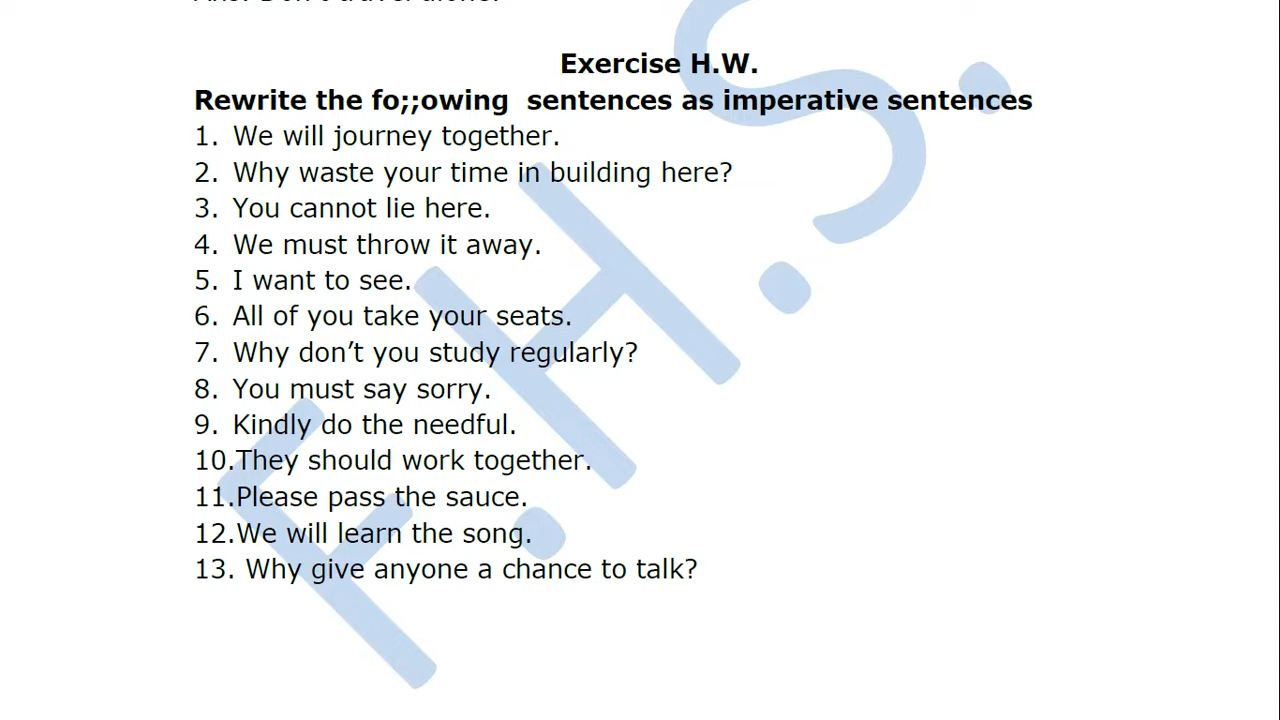 Ans. Don't travel alone.
Exercise H.W.
Rewrite the fo;;owing sentences as imperative sentences
1. We will journey together.
2. Why waste your time in building here?
3. You cannot lie here.
4. We must throw it away.
5. I want to see.
6. All of you take your seats.
7. Why don’t you study regularly?
8. You must say sorry.
9. Kindly do the needful.
10.They should work together.
11.Please pass the sauce.
12.We will learn the song.
13. Why give anyone a chance to talk?
F.H.S.